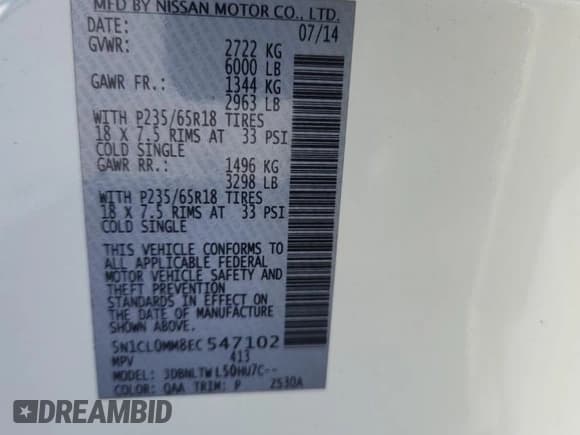 MFD BY NISSAN MOTOR CO., LTD.
DATE: 07/14
GVWR: 2722 KG
6000 LB
GAWR FR.: 1344 KG
2963 LB
WITH P235/65R18 TIRES
18 X 7.5 RIMS AT 33 PSI
COLD SINGLE
GAWR RR.: 1496 KG
3298 LB
WITH P235/65R18 TIRES
18 X 7.5 RIMS AT 33 PSI
COLD SINGLE
THIS VEHICLE CONFORMS TO
ALL APPLICABLE FEDERAL
MOTOR VEHICLE SAFETY AND
THEFT PREVENTION
STANDARDS IN EFFECT ON
THE DATE OF MANUFACTURE
SHOWN ABOVE.
5N1CL0MM8EC547102
MPV 413
MODEL: JDBNLTWL50HU7C--
COLOR: QAA TRIM: P 2530A
DREAMBID